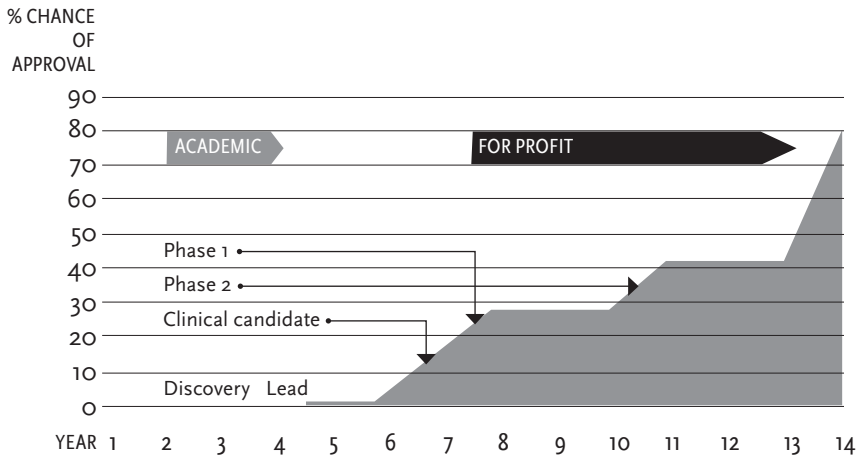 % CHANCE
OF
APPROVAL
90
80
ACADEMIC
FOR PROFIT
70
60
50
Phase 1
40
Phase 2
30
Clinical candidate
20
10
Discovery Lead
0
YEAR 1 2 3 4 5 6 7 8 9 10 11 12 13 14